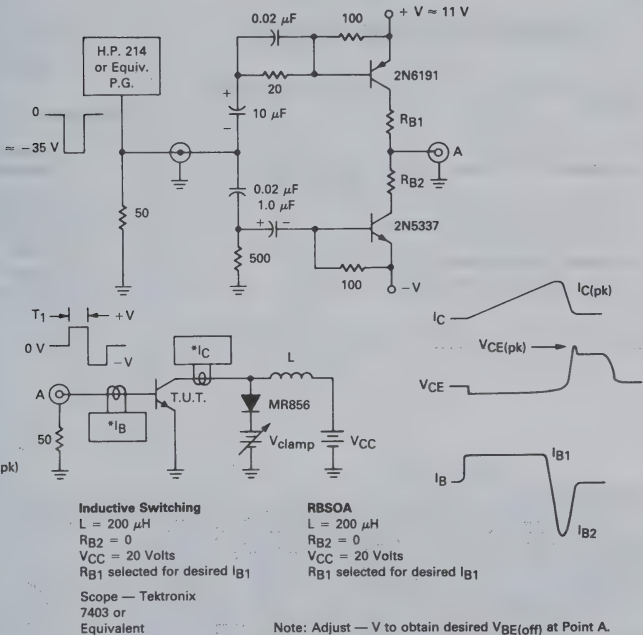 + V ≈ 11 V
0.02 µF
100
H.P. 214
or Equiv.
P.G.
2N6191
20
+
10 µF
−
0
≈ −35 V
RB1
A
50
RB2
0.02 µF
1.0 µF
+ −
2N5337
500
100
−V
T1
+V
0 V
−V
*IC
L
A
T.U.T.
*IB
MR856
50
Vclamp
VCC
pk)
IC
IC(pk)
VCE(pk)
VCE
IB
IB1
IB2
Inductive Switching
L = 200 µH
RB2 = 0
VCC = 20 Volts
RB1 selected for desired IB1
Scope — Tektronix
7403 or
Equivalent
RBSOA
L = 200 µH
RB2 = 0
VCC = 20 Volts
RB1 selected for desired IB1
Note: Adjust — V to obtain desired VBE(off) at Point A.